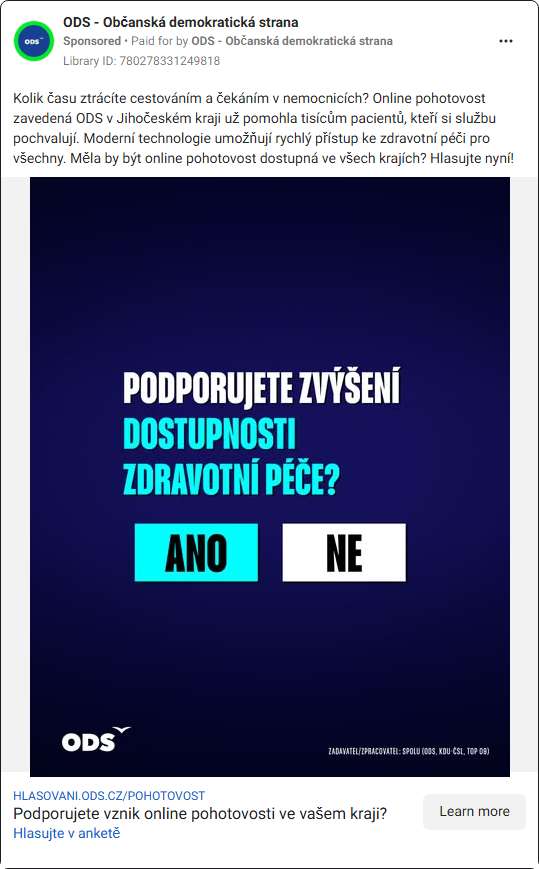 ODS - Občanská demokratická strana
Sponsored • Paid for by ODS - Občanská demokratická strana
Library ID: 780278331249818
Kolik času ztrácíte cestováním a čekáním v nemocnicích? Online pohotovost
zavedená ODS v Jihočeském kraji už pomohla tisícům pacientů, kteří si službu
pochvalují. Moderní technologie umožňují rychlý přístup ke zdravotní péči pro
všechny. Měla by být online pohotovost dostupná ve všech krajích? Hlasujte nyní!
PODPORUJETE ZVÝŠENÍ
DOSTUPNOSTI
ZDRAVOTNÍ PÉČE?
ANO NE
ODS
ZADAVATEL/ZPRACOVATEL: SPOLU (ODS, KDU-ČSL, TOP 09)
HLASOVANI.ODS.CZ/POHOTOVOST
Podporujete vznik online pohotovosti ve vašem kraji?
Hlasujte v anketě
Learn more